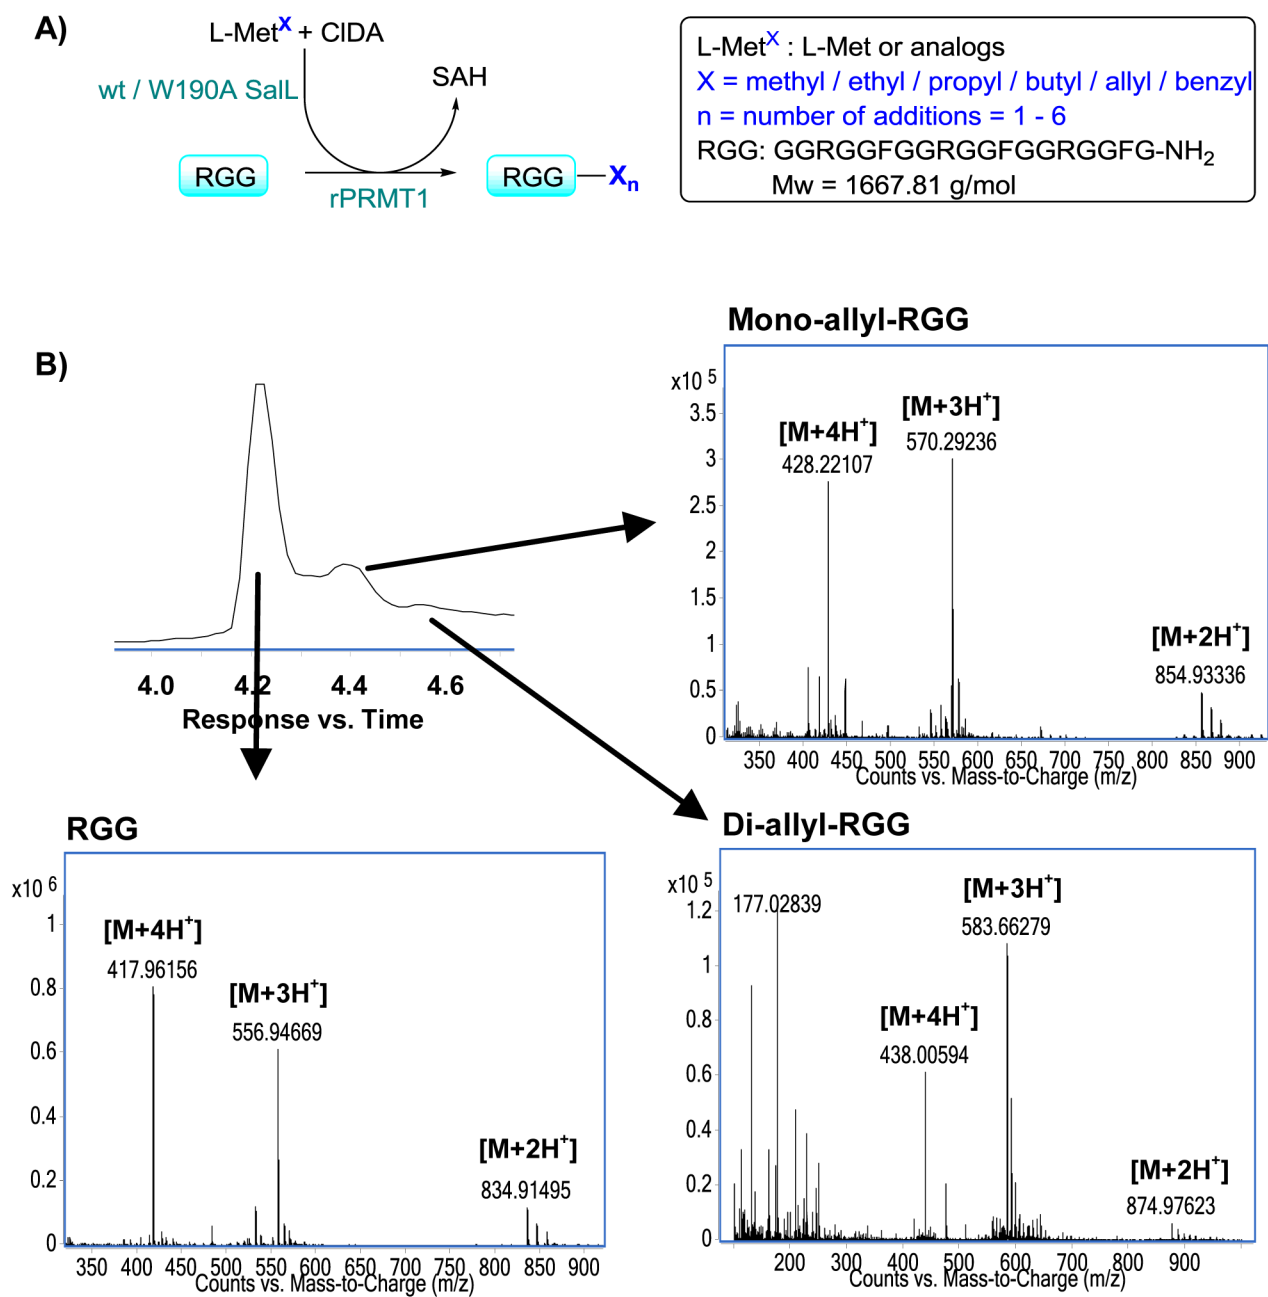 A)
L-Met^X + ClDA
wt / W190A SalL
SAH
RGG
rPRMT1
RGG
Xn
L-Met^X : L-Met or analogs
X = methyl / ethyl / propyl / butyl / allyl / benzyl
n = number of additions = 1 - 6
RGG: GGRGGFGGRGGFGGRGGFG-NH2
Mw = 1667.81 g/mol
B)
4.0 4.2 4.4 4.6
Response vs. Time
Mono-allyl-RGG
x10 5
3.5
3
2.5
2
1.5
1
0.5
0
[M+4H+]
428.22107
[M+3H+]
570.29236
[M+2H+]
854.93336
350 400 450 500 550 600 650 700 750 800 850 900
Counts vs. Mass-to-Charge (m/z)
RGG
x10 6
1
0.8
0.6
0.4
0.2
0
[M+4H+]
417.96156
[M+3H+]
556.94669
[M+2H+]
834.91495
350 400 450 500 550 600 650 700 750 800 850 900
Counts vs. Mass-to-Charge (m/z)
Di-allyl-RGG
x10 5
1.2
1
0.8
0.6
0.4
0.2
0
177.02839
[M+4H+]
438.00594
[M+3H+]
583.66279
[M+2H+]
874.97623
200 300 400 500 600 700 800 900
Counts vs. Mass-to-Charge (m/z)